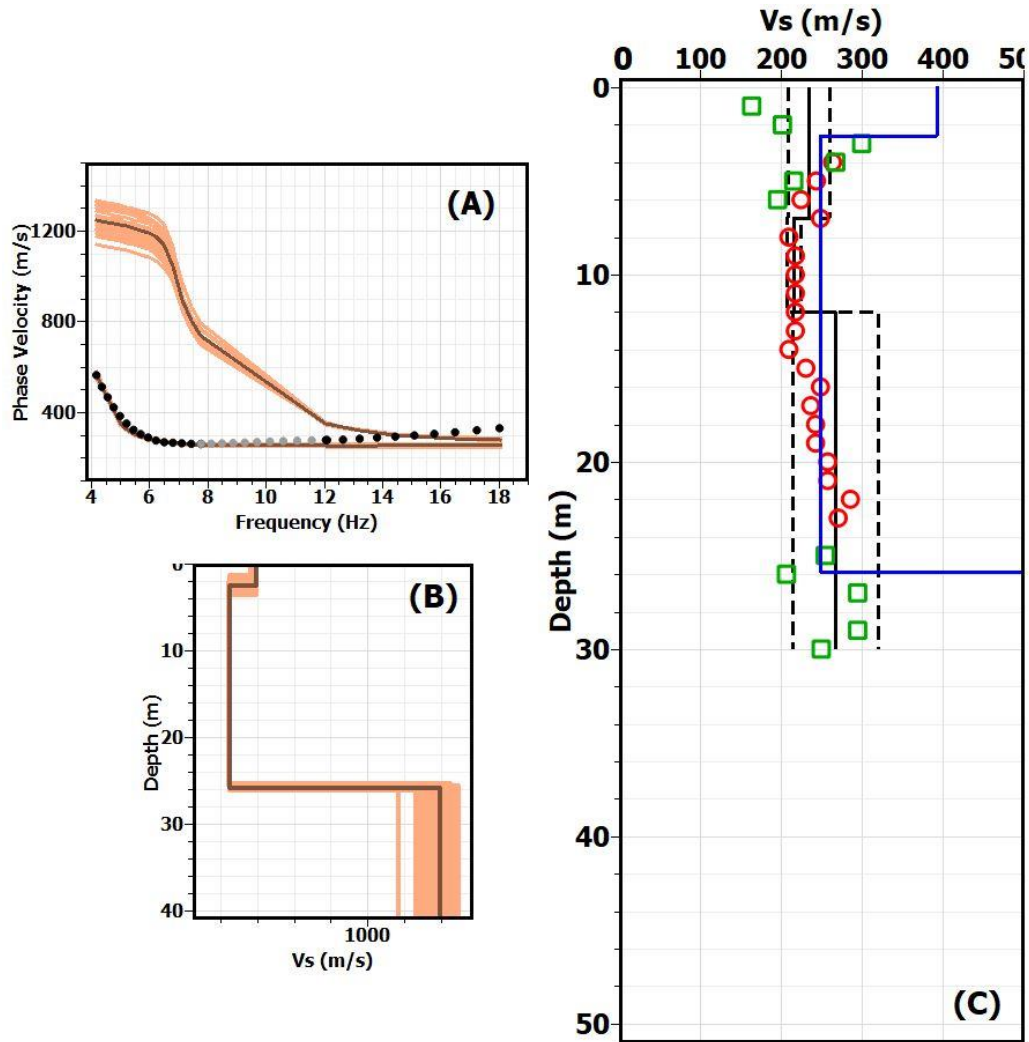 (A)
1200
800
400
Phase Velocity (m/s)
4 6 8 10 12 14 16 18
Frequency (Hz)
(B)
0
10
20
30
40
Depth (m)
1000
Vs (m/s)
Vs (m/s)
0 100 200 300 400 50
0
10
20
30
40
50
Depth (m)
(C)